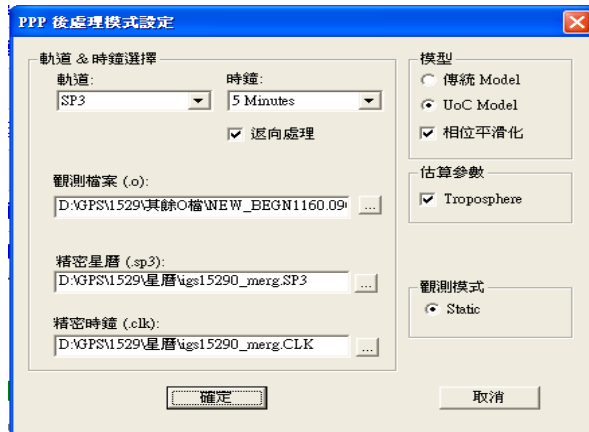 PPP 後處理模式設定
軌道 & 時鐘選擇
軌道:
時鐘:
SP3
5 Minutes
返向處理
觀測檔案 (.o):
D:\GPS\1529\其餘O檔\NEW_BEGN1160.09
...
精密星曆 (.sp3):
D:\GPS\1529\星曆\igs15290_merg.SP3
...
精密時鐘 (.clk):
D:\GPS\1529\星曆\igs15290_merg.CLK
...
模型
傳統 Model
UoC Model
相位平滑化
估算參數
Troposphere
觀測模式
Static
確定
取消